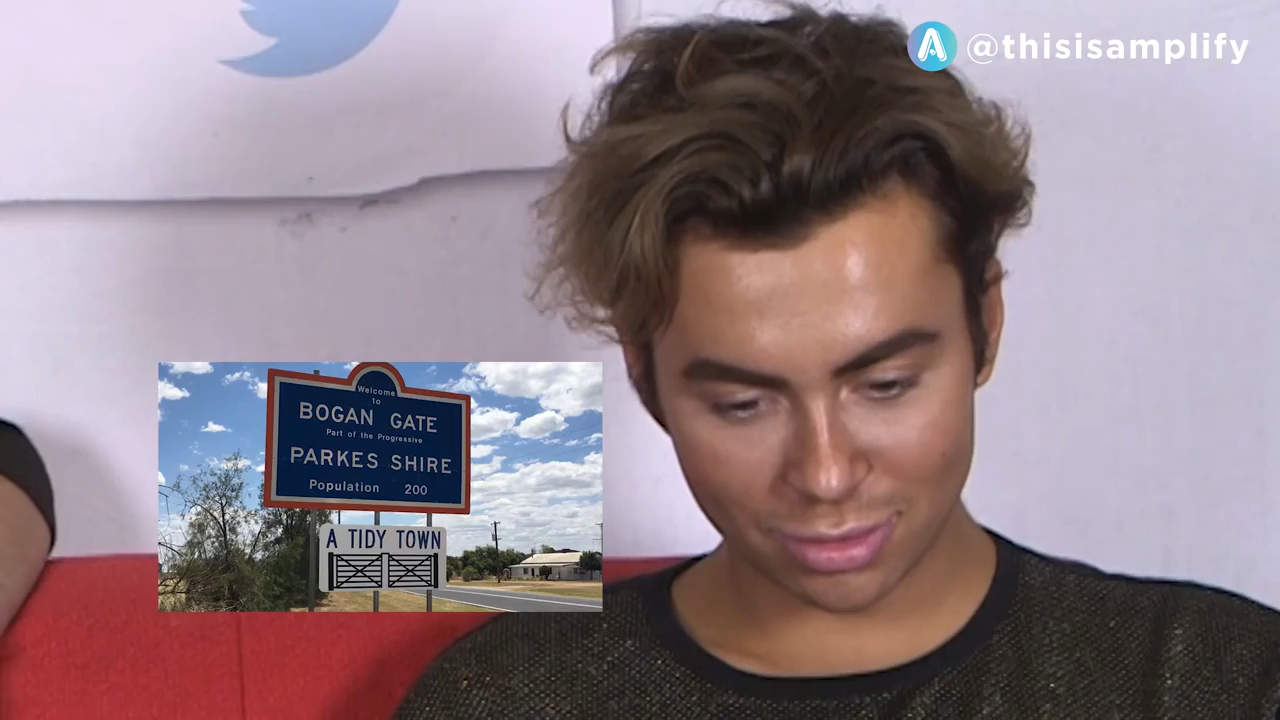 @thisisamplify
Welcome
to
BOGAN GATE
Part of the Progressive
PARKES SHIRE
Population 200
A TIDY TOWN